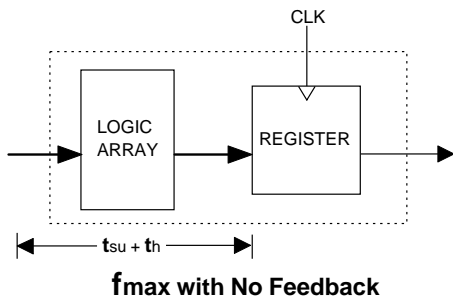 CLK
LOGIC
ARRAY
REGISTER
tsu + th
fmax with No Feedback